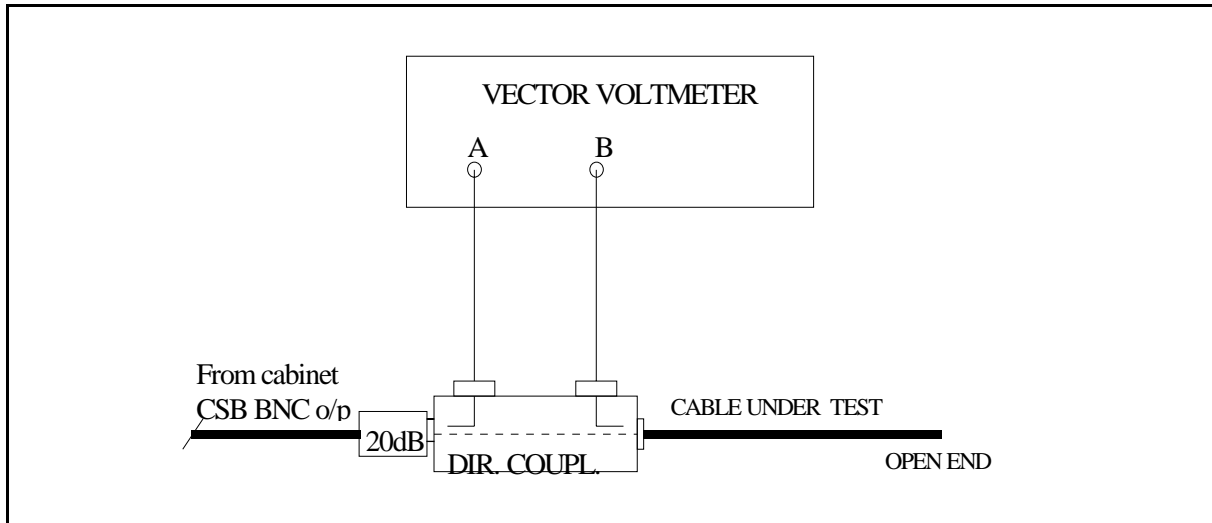 VECTOR VOLTMETER
A B
From cabinet
CSB BNC o/p
CABLE UNDER TEST
20dB
DIR. COUPL.
OPEN END